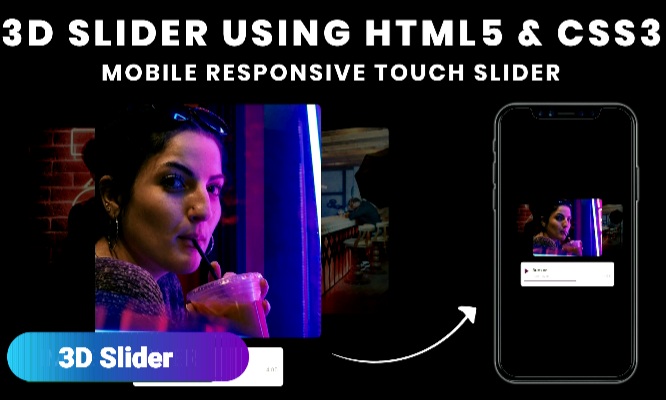 3D SLIDER USING HTML5 & CSS3
MOBILE RESPONSIVE TOUCH SLIDER
3D Slider